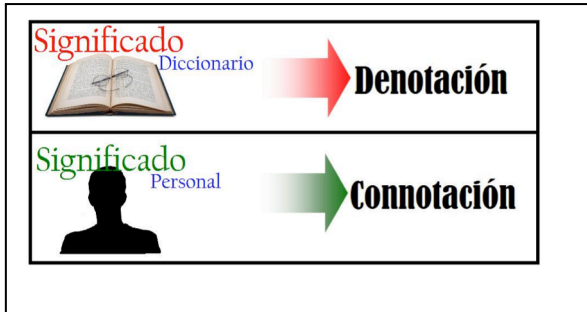 Significado
Diccionario
Denotación
Significado
Personal
Connotación